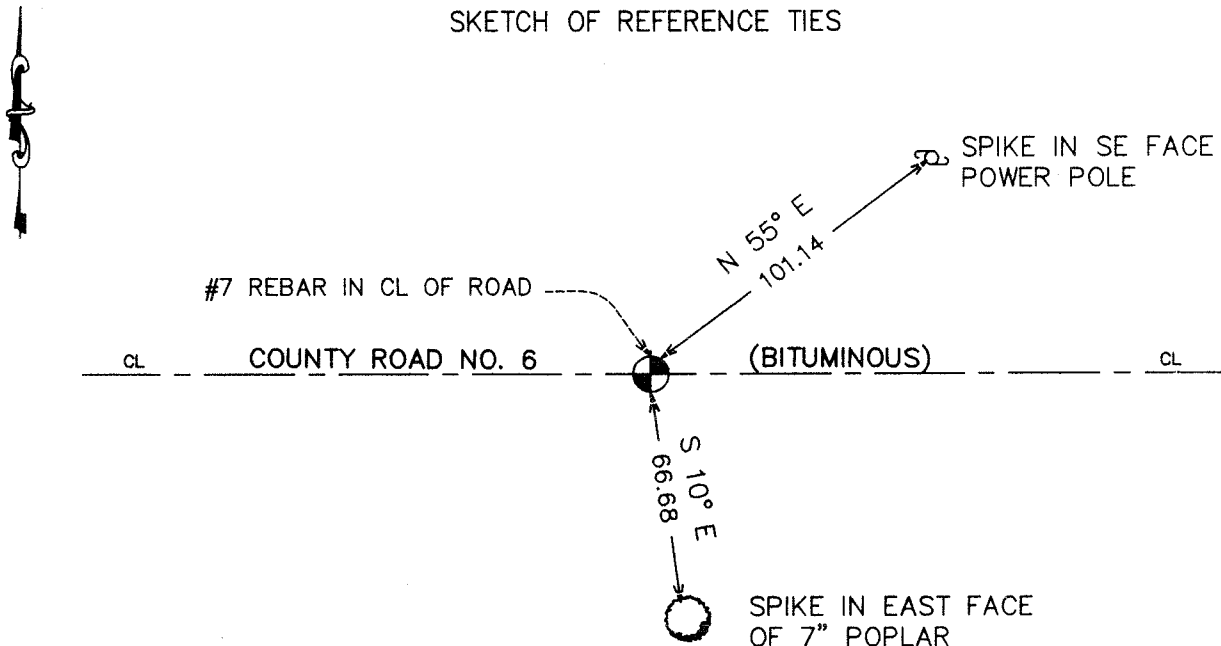 SKETCH OF REFERENCE TIES
SPIKE IN SE FACE
POWER POLE
N 55° E
101.14
#7 REBAR IN CL OF ROAD
CL COUNTY ROAD NO. 6 (BITUMINOUS) CL
S 10° E
66.68
SPIKE IN EAST FACE
OF 7" POPLAR